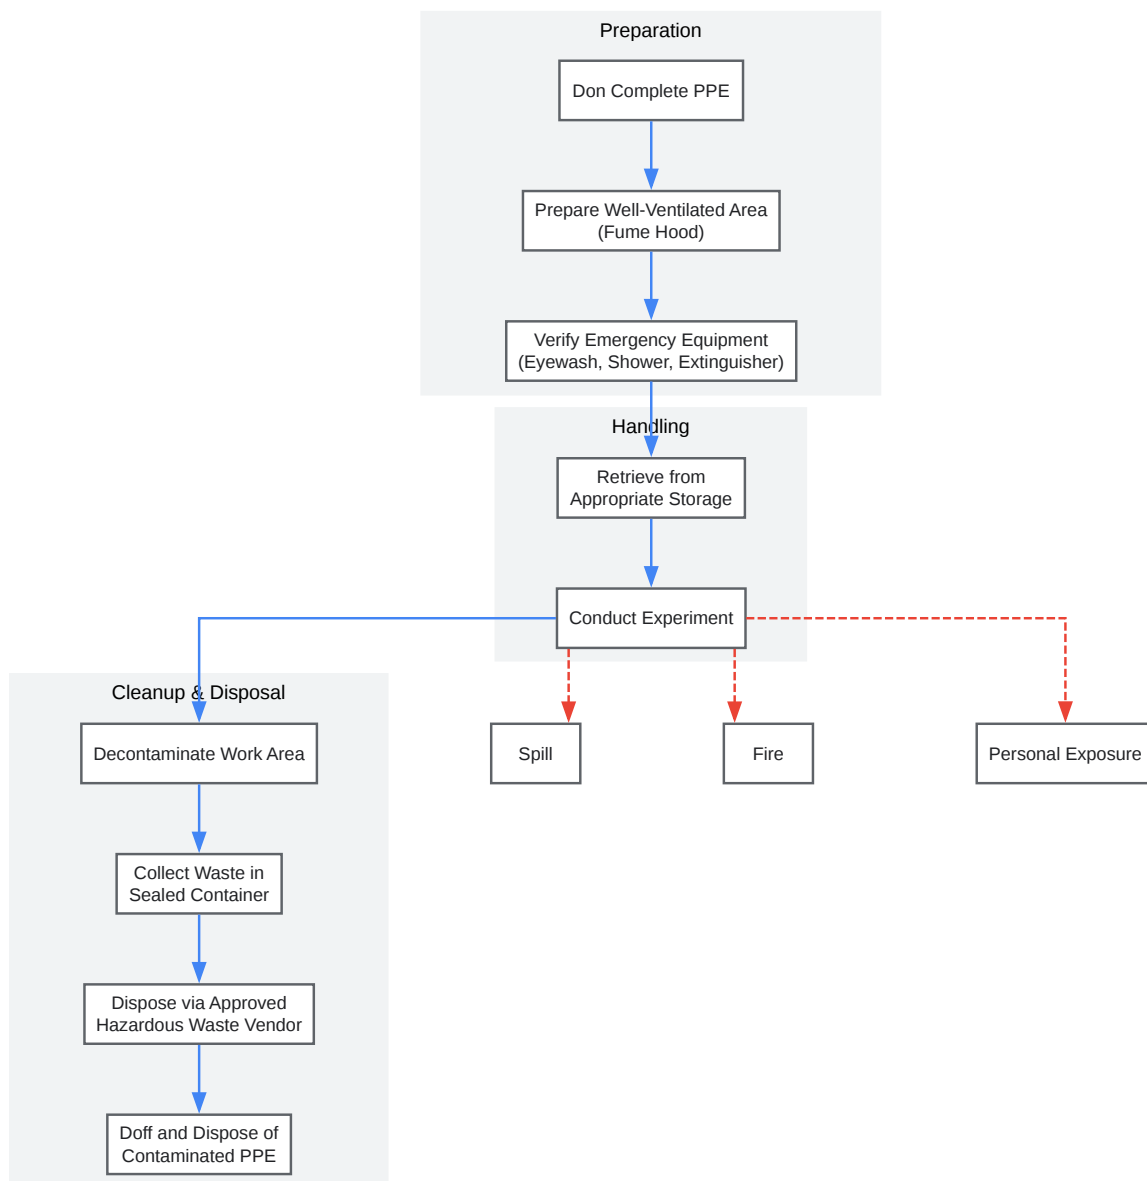 Preparation
Don Complete PPE
Prepare Well-Ventilated Area
(Fume Hood)
Verify Emergency Equipment
(Eyewash, Shower, Extinguisher)
Handling
Retrieve from
Appropriate Storage
Conduct Experiment
Cleanup & Disposal
Decontaminate Work Area
Spill
Fire
Personal Exposure
Collect Waste in
Sealed Container
Dispose via Approved
Hazardous Waste Vendor
Doff and Dispose of
Contaminated PPE